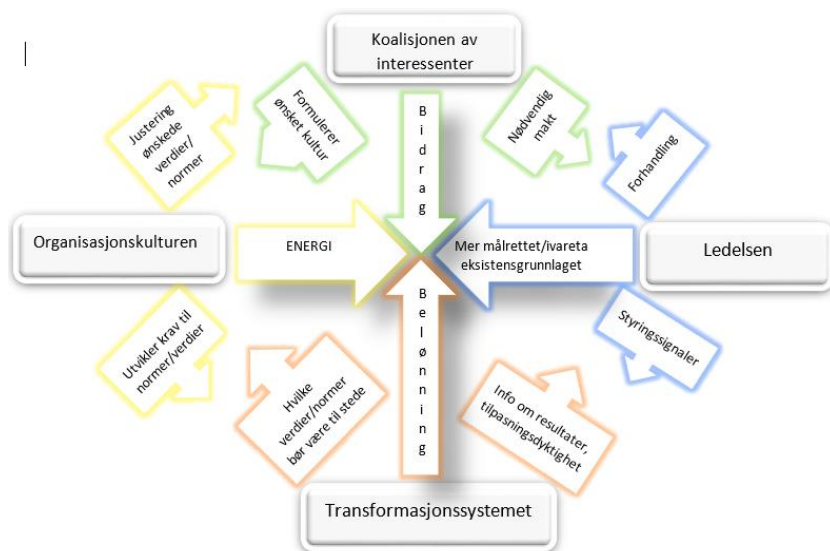 Koalisjonen av
interessenter
Justering
ønskede
verdier/
normer
Formulerer
ønsket kultur
Bidrag
Nødvendig
makt
Forhandling
Organisasjonskulturen
ENERGI
Mer målrettet/ivareta
eksistensgrunnlaget
Ledelsen
Utvikler krav til
normer/verdier
Hvilke
verdier/normer
bør være til stede
Belønning
Info om resultater,
tilpasningsdyktighet
Styringssignaler
Transformasjonssystemet